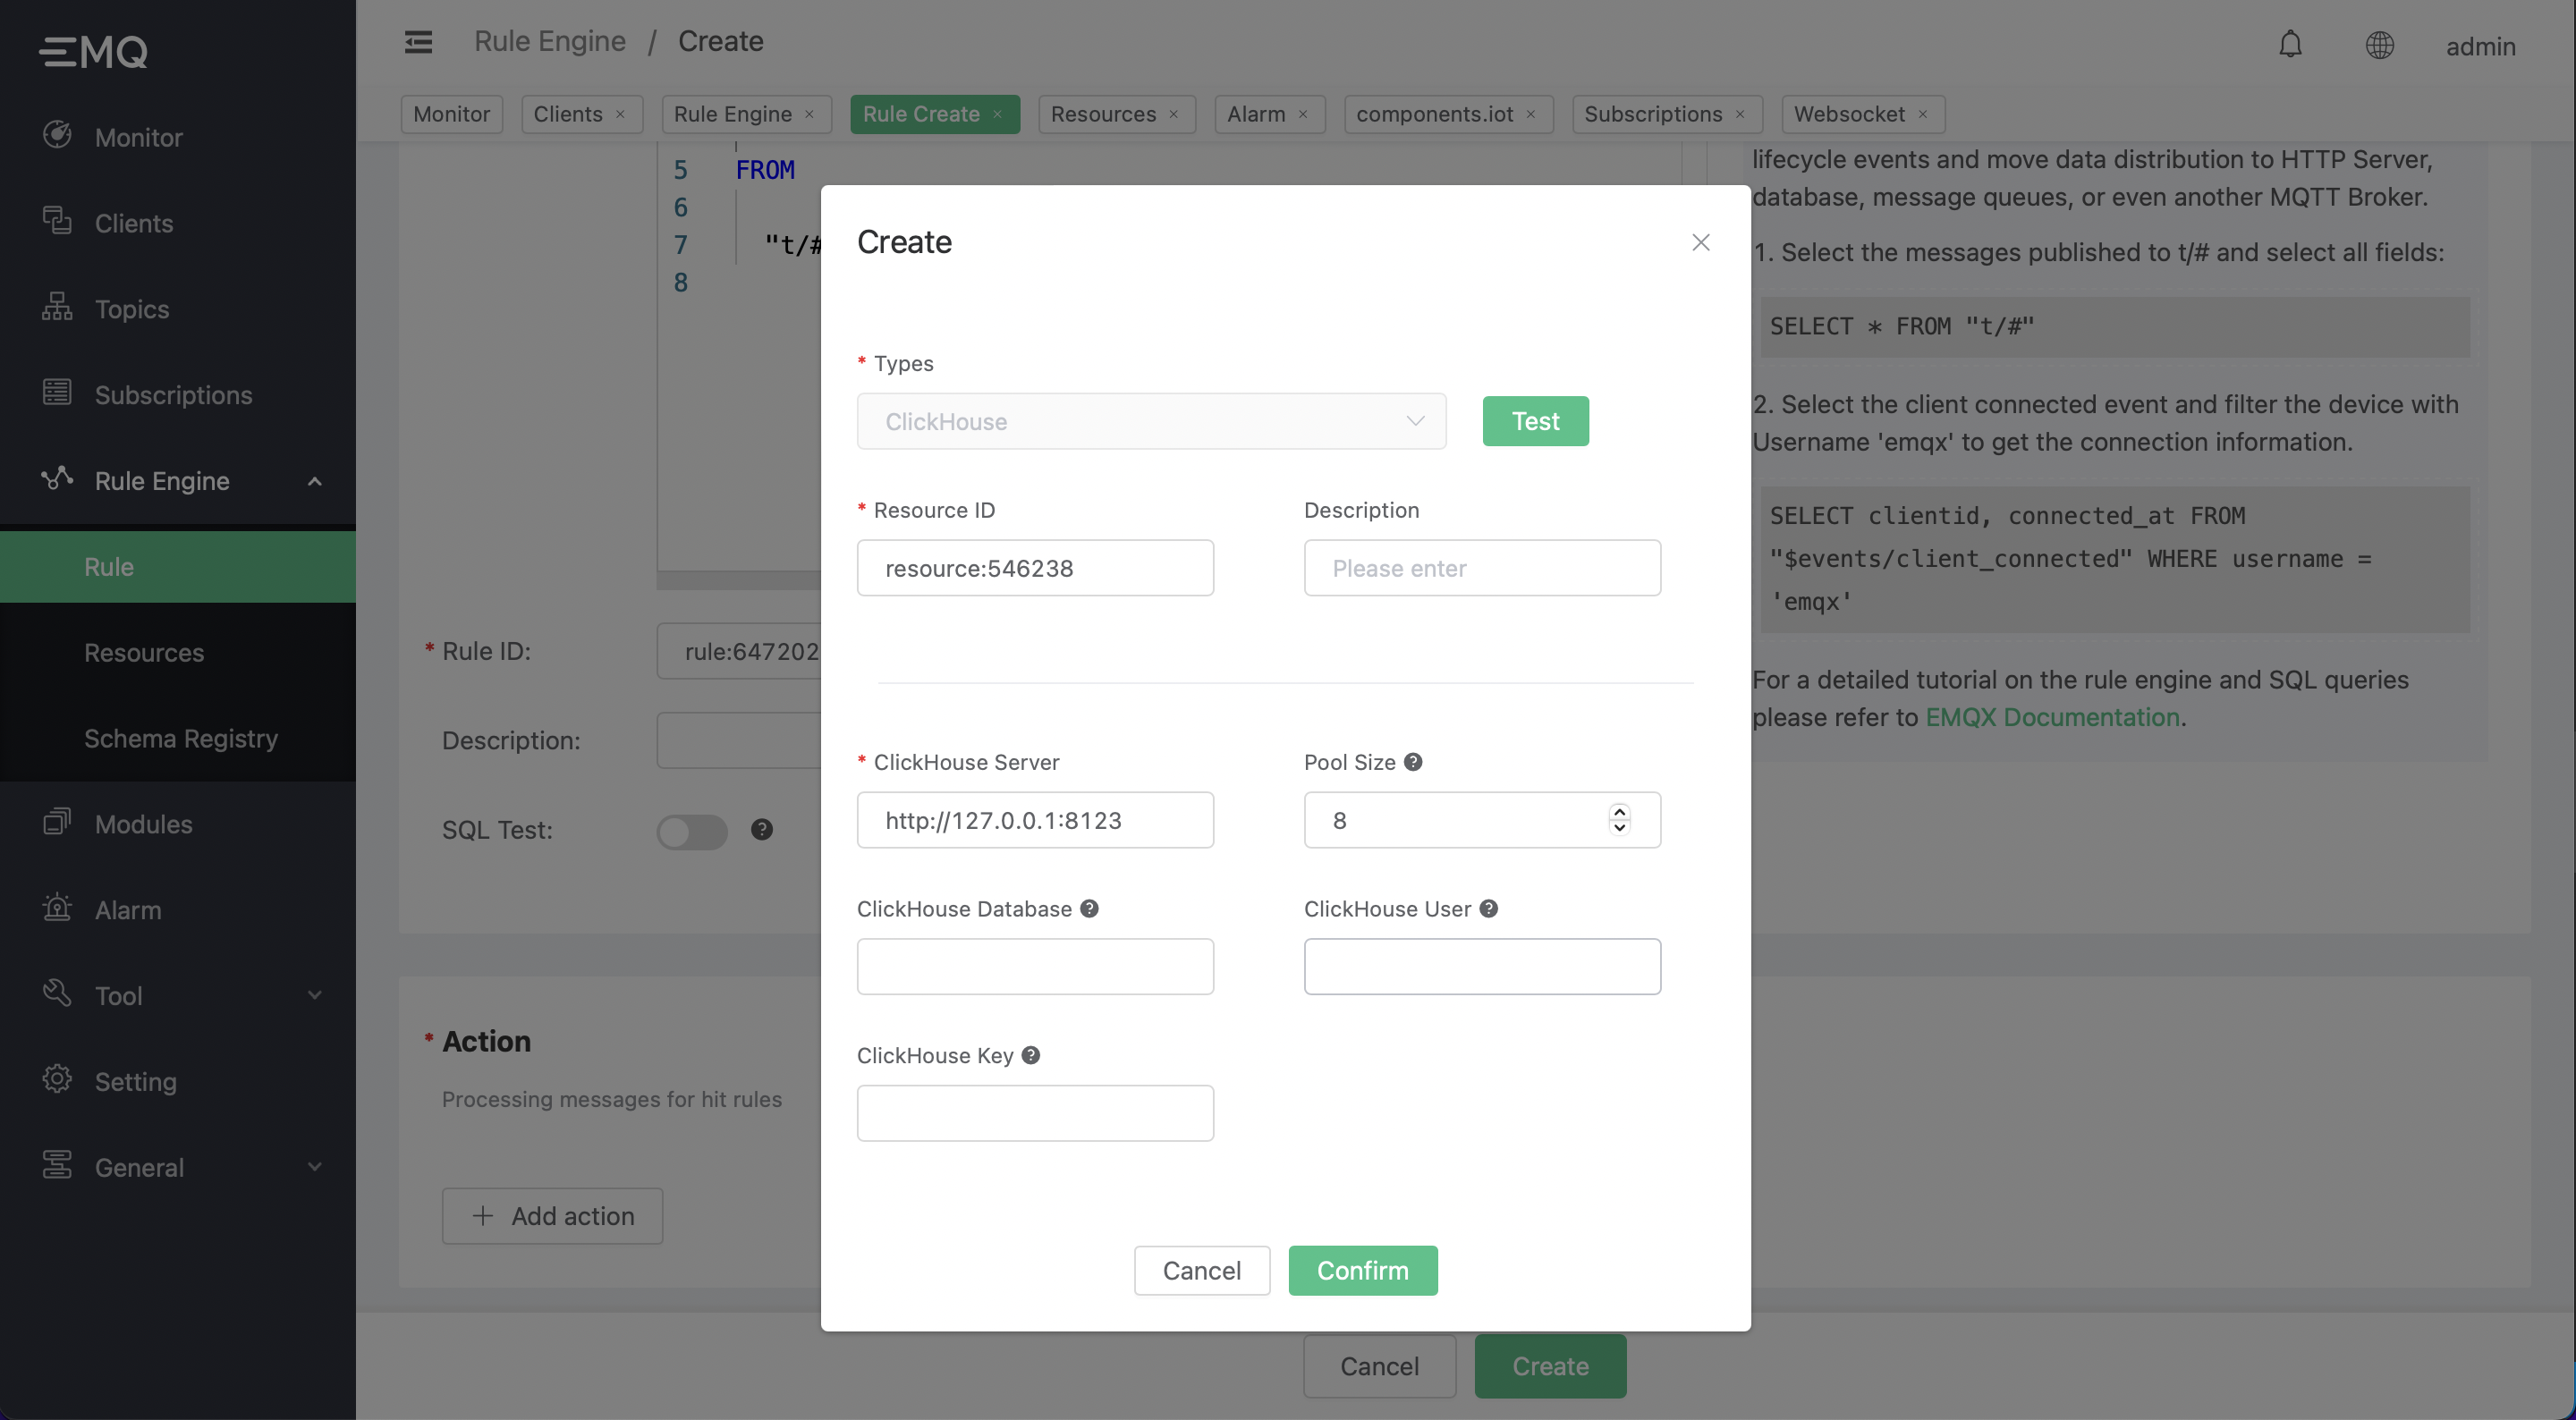 EMQ
Monitor
Clients
Topics
Subscriptions
Rule Engine
Rule
Resources
Schema Registry
Modules
Alarm
Tool
Setting
General
Rule Engine / Create
admin
Monitor
Clients ×
Rule Engine ×
Rule Create ×
Resources ×
Alarm ×
components.iot ×
Subscriptions ×
Websocket ×
5 FROM
6
7 "t/#
8
* Rule ID:
rule:647202
Description:
SQL Test:
?
* Action
Processing messages for hit rules
+ Add action
Create
* Types
ClickHouse
Test
* Resource ID
resource:546238
Description
Please enter
* ClickHouse Server
http://127.0.0.1:8123
Pool Size ?
8
ClickHouse Database ?
ClickHouse User ?
ClickHouse Key ?
Cancel
Confirm
lifecycle events and move data distribution to HTTP Server,
database, message queues, or even another MQTT Broker.
1. Select the messages published to t/# and select all fields:
SELECT * FROM "t/#"
2. Select the client connected event and filter the device with
Username 'emqx' to get the connection information.
SELECT clientid, connected_at FROM
"$events/client_connected" WHERE username =
'emqx'
For a detailed tutorial on the rule engine and SQL queries
please refer to EMQX Documentation.
Cancel
Create